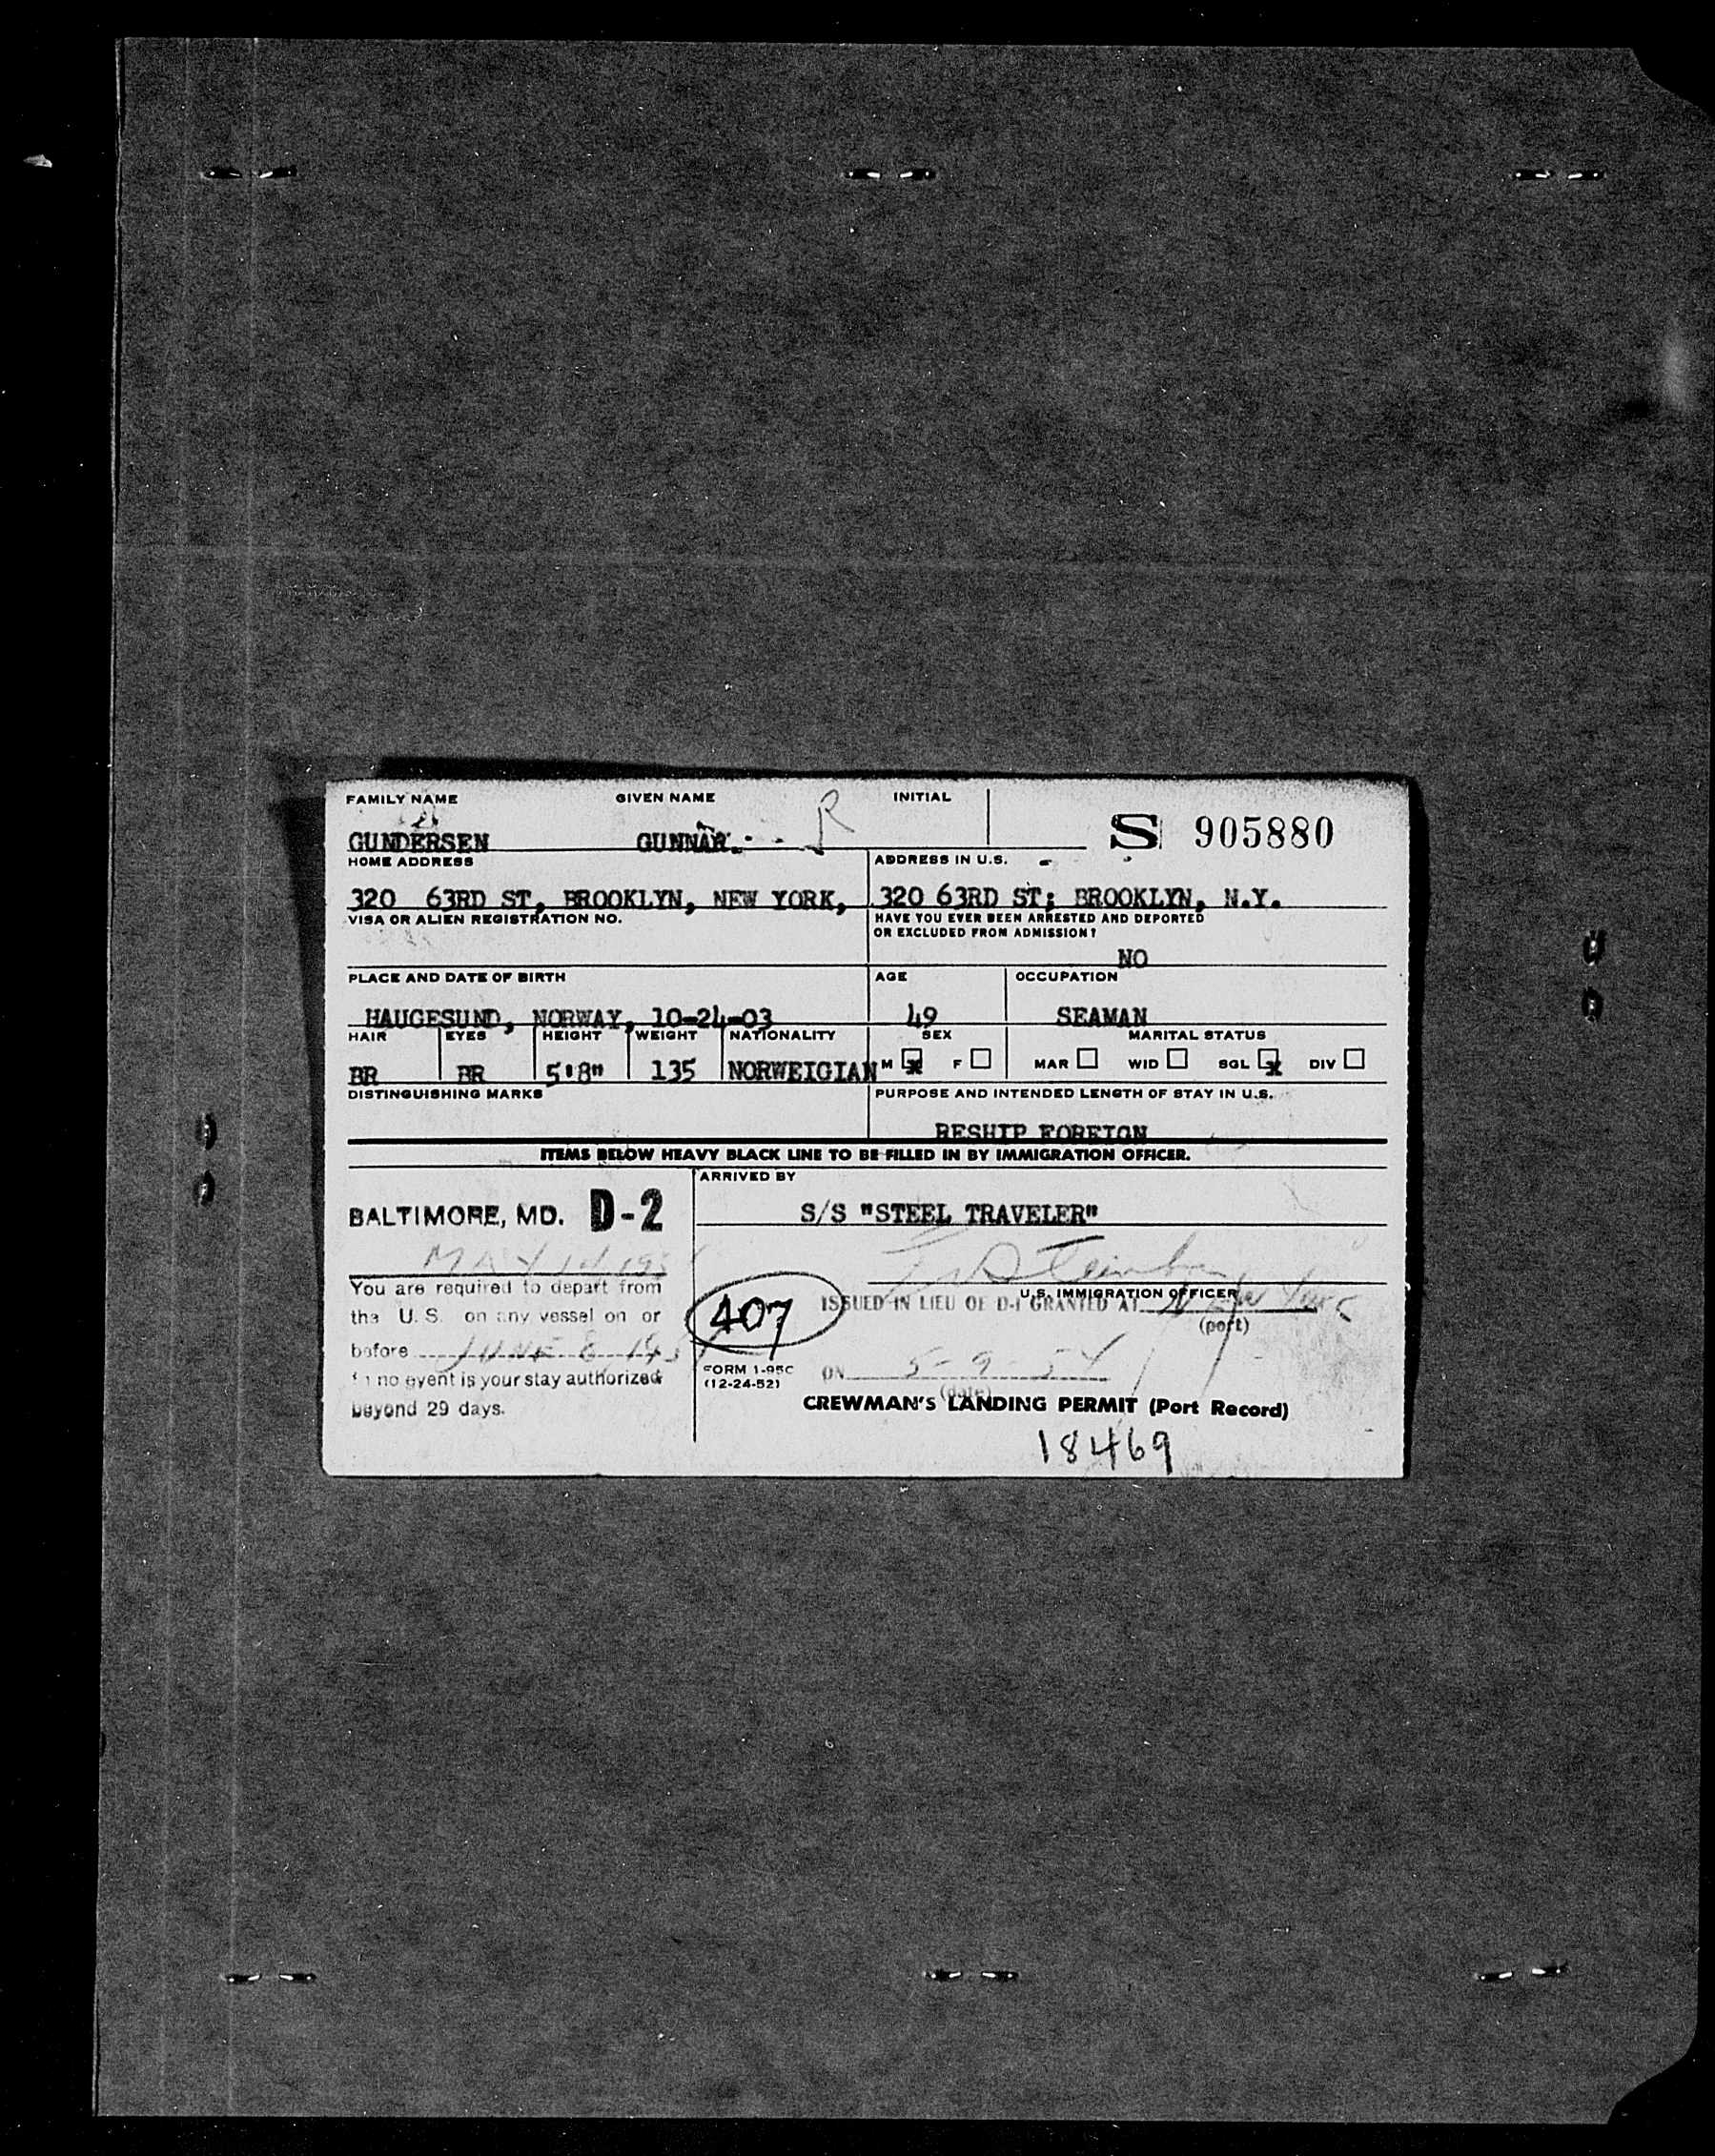 FAMILY NAME GIVEN NAME INITIAL
GUNDERSEN GUNNAR. R S 905880
HOME ADDRESS ADDRESS IN U.S.
320 63RD ST, BROOKLYN, NEW YORK, 320 63RD ST; BROOKLYN, N.Y.
VISA OR ALIEN REGISTRATION NO. HAVE YOU EVER BEEN ARRESTED AND DEPORTED
OR EXCLUDED FROM ADMISSION?
NO
PLACE AND DATE OF BIRTH AGE OCCUPATION
HAUGESUND, NORWAY, 10-24-03 49 SEAMAN
HAIR EYES HEIGHT WEIGHT NATIONALITY SEX MARITAL STATUS
BR BR 5'8" 135 NORWEIGIAN M X F MAR WID SGL X DIV
DISTINGUISHING MARKS PURPOSE AND INTENDED LENGTH OF STAY IN U.S.
RESHIP FOREIGN
ITEMS BELOW HEAVY BLACK LINE TO BE FILLED IN BY IMMIGRATION OFFICER.
ARRIVED BY
BALTIMORE, MD. D-2 S/S "STEEL TRAVELER"
MAY
You are required to depart from
U.S. IMMIGRATION OFFICER
407 ISSUED IN LIEU OF D-1 GRANTED AT New York
the U.S. on any vessel on or
(port)
before JUNE 8, 195
FORM I-95C ON 5-9-54
(12-24-52) (date)
in no event is your stay authorized
beyond 29 days.
CREWMAN'S LANDING PERMIT (Port Record)
18469